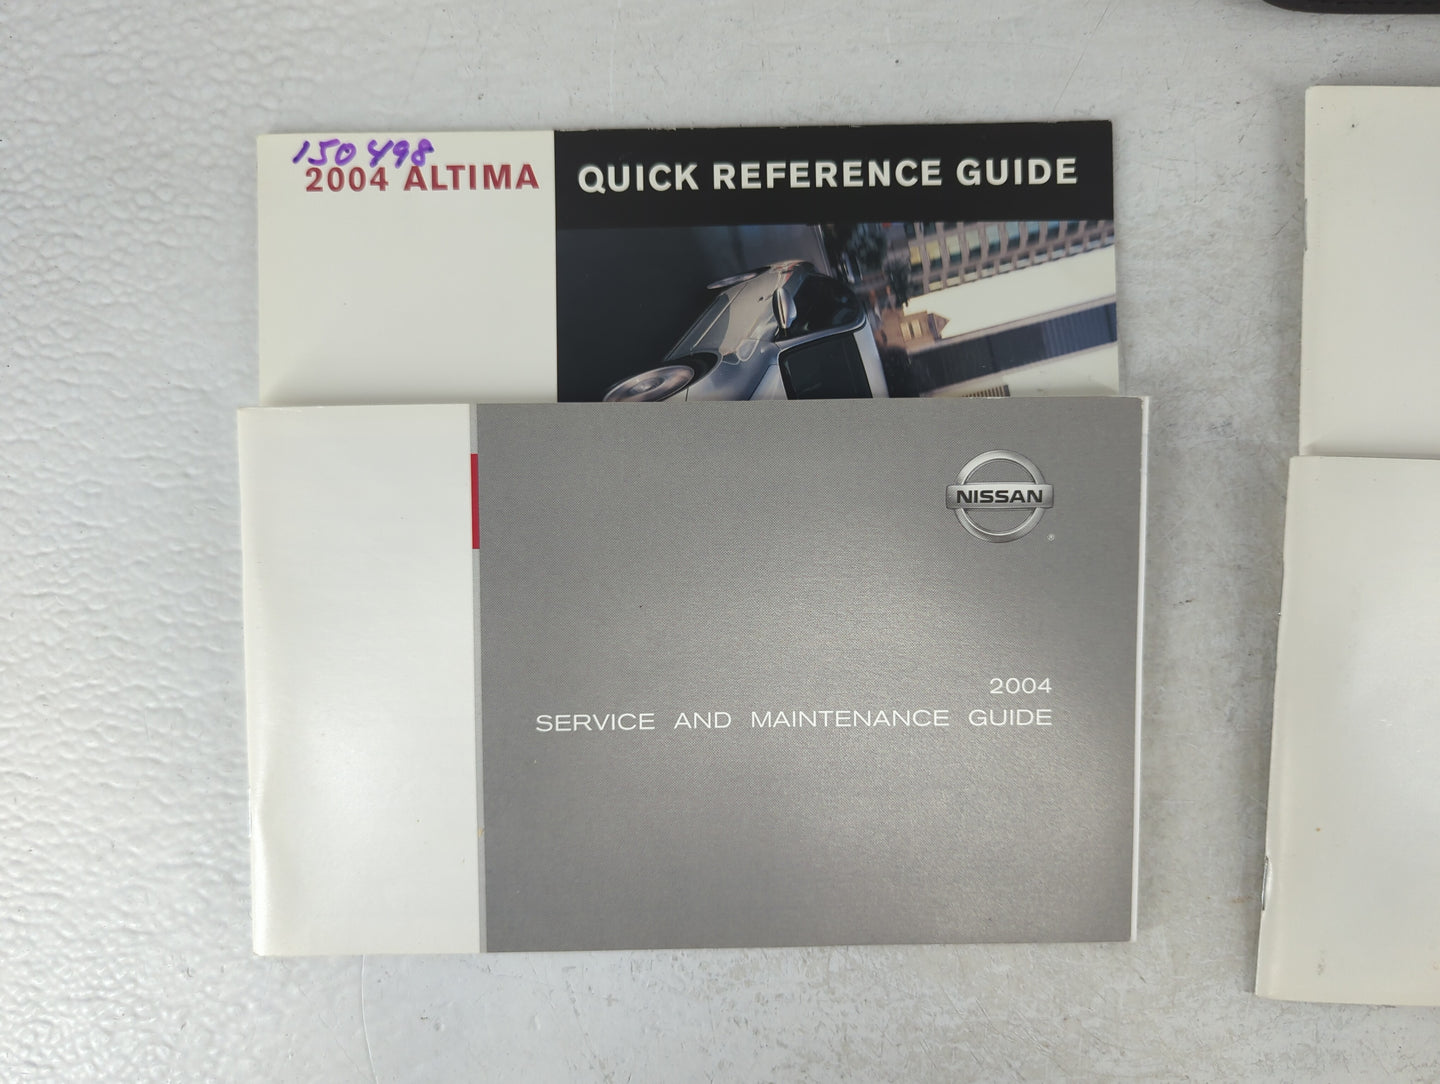 150498
2004 ALTIMA
QUICK REFERENCE GUIDE
NISSAN
®
2004
SERVICE AND MAINTENANCE GUIDE